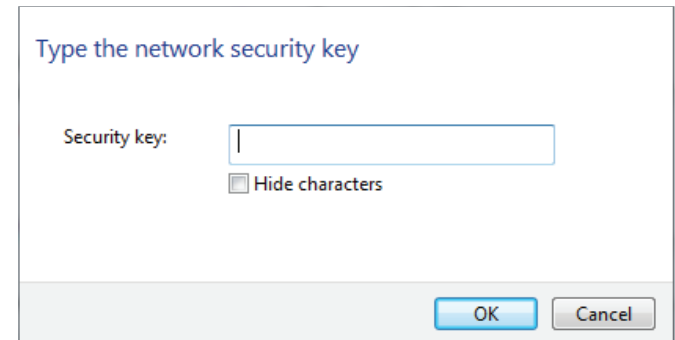 Type the network security key
Security key:
Hide characters
OK Cancel